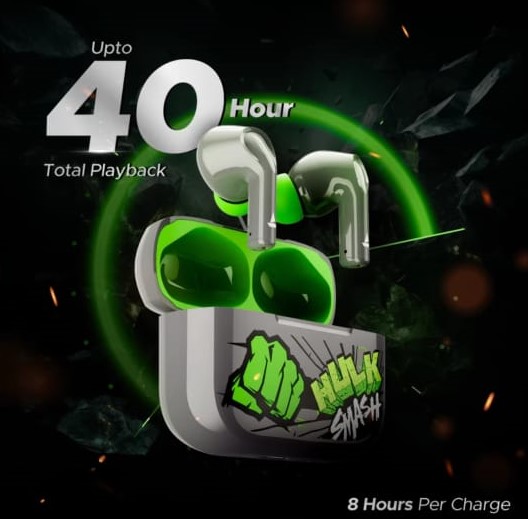 Upto
40 Hour
Total Playback
HULK
SMASH
8 Hours Per Charge